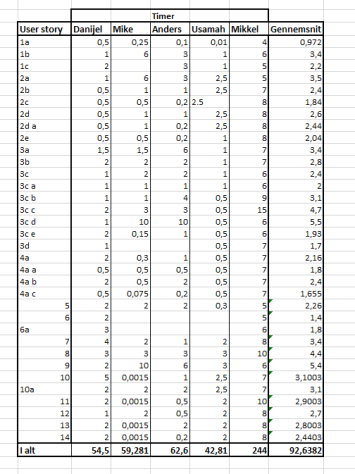 Timer
User story Danijel Mike Anders Usamah Mikkel Gennemsnit
1a 0,5 0,25 0,1 0,01 4 0,972
1b 1 6 3 1 6 3,4
1c 2 3 1 5 2,2
2a 1 6 3 2,5 5 3,5
2b 0,5 1 1 2,5 7 2,4
2c 0,5 0,5 0,2 2.5 8 1,84
2d 0,5 1 1 2,5 8 2,6
2d a 0,5 1 0,2 2,5 8 2,44
2e 0,5 0,5 0,2 1 8 2,04
3a 1,5 1,5 6 1 7 3,4
3b 2 2 2 1 7 2,8
3c 1 2 2 1 6 2,4
3c a 1 1 1 1 6 2
3c b 1 1 4 0,5 9 3,1
3c c 2 3 3 0,5 15 4,7
3c d 1 10 10 0,5 6 5,5
3c e 2 0,15 1 0,5 6 1,93
3d 1 0,5 7 1,7
4a 2 0,3 1 0,5 7 2,16
4a a 0,5 0,5 0,5 0,5 7 1,8
4a b 2 0,5 2 0,5 7 2,4
4a c 0,5 0,075 0,2 0,5 7 1,655
5 2 2 2 0,3 5 2,26
6 2 5 1,4
6a 3 6 1,8
7 4 2 1 2 8 3,4
8 3 3 3 3 10 4,4
9 2 10 6 3 6 5,4
10 5 0,0015 1 2,5 7 3,1003
10a 2 2 2 2,5 7 3,1
11 2 0,0015 0,5 2 10 2,9003
12 1 2 0,5 2 8 2,7
13 2 0,0015 2 2 8 2,8003
14 2 0,0015 0,2 2 8 2,4403
I alt 54,5 59,281 62,6 42,81 244 92,6382